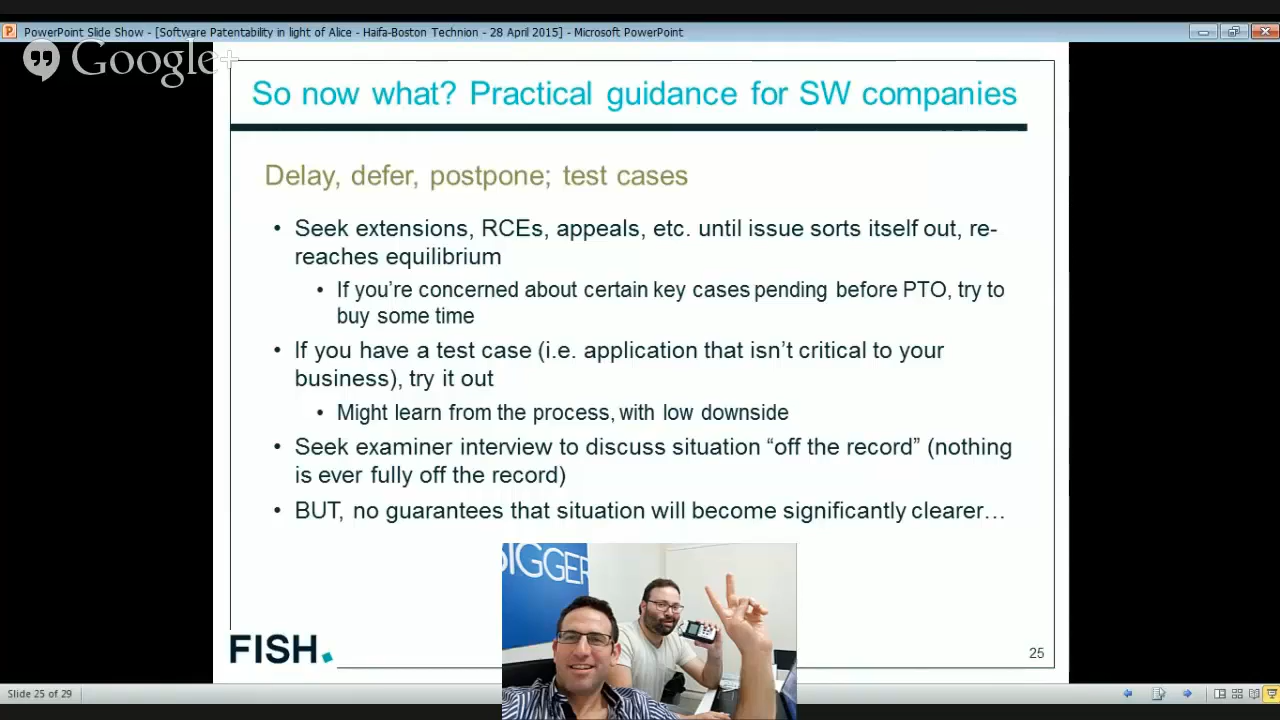 PowerPoint Slide Show - [Software Patentability in light of Alice - Haifa-Boston Technion - 28 April 2015] - Microsoft PowerPoint
Google+
So now what? Practical guidance for SW companies
Delay, defer, postpone; test cases
• Seek extensions, RCEs, appeals, etc. until issue sorts itself out, re-
reaches equilibrium
• If you’re concerned about certain key cases pending before PTO, try to
buy some time
• If you have a test case (i.e. application that isn’t critical to your
business), try it out
• Might learn from the process, with low downside
• Seek examiner interview to discuss situation “off the record” (nothing
is ever fully off the record)
• BUT, no guarantees that situation will become significantly clearer…
BIGGER
FISH.
25
Slide 25 of 29